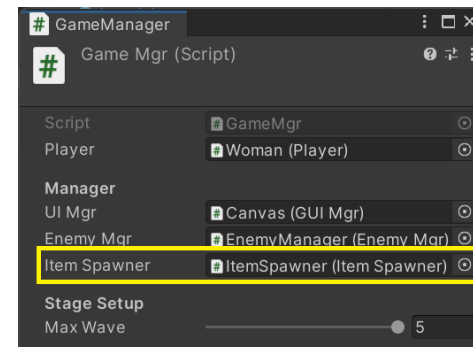 # GameManager
# Game Mgr (Script)
Script # GameMgr
Player # Woman (Player)
Manager
UI Mgr # Canvas (GUI Mgr)
Enemy Mgr # EnemyManager (Enemy Mgr)
Item Spawner # ItemSpawner (Item Spawner)
Stage Setup
Max Wave 5